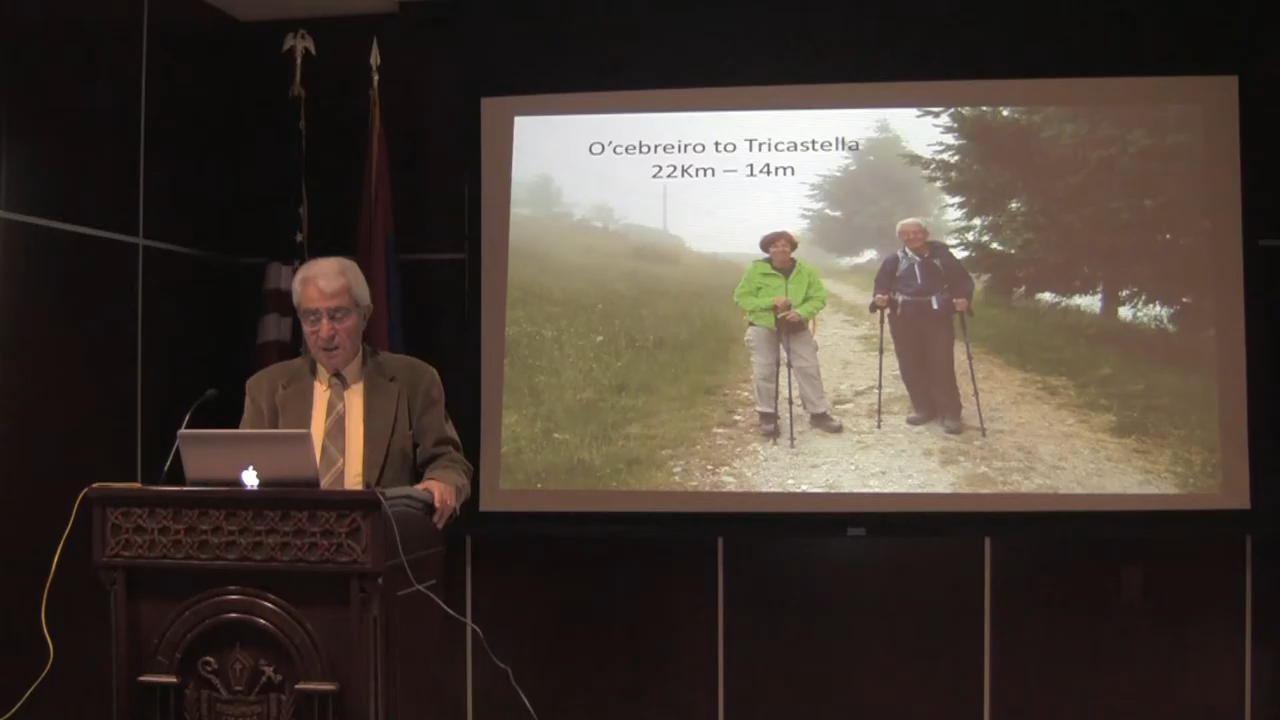 O'cebreiro to Tricastella
22Km – 14m